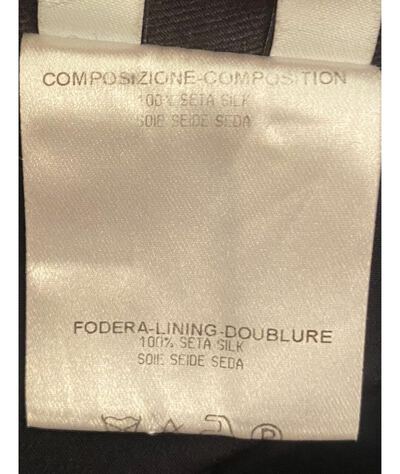 COMPOSIZIONE-COMPOSITION
100% SETA SILK
SOIE SEIDE SEDA
FODERA-LINING-DOUBLURE
100% SETA SILK
SOIE SEIDE SEDA
P